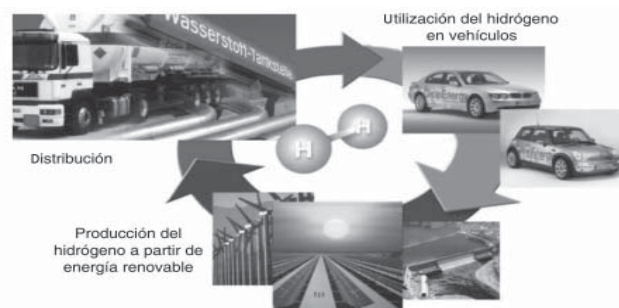 Wasserstoff-Tankstelle
Utilización del hidrógeno
en vehículos
H
H
Distribución
Producción del
hidrógeno a partir de
energía renovable